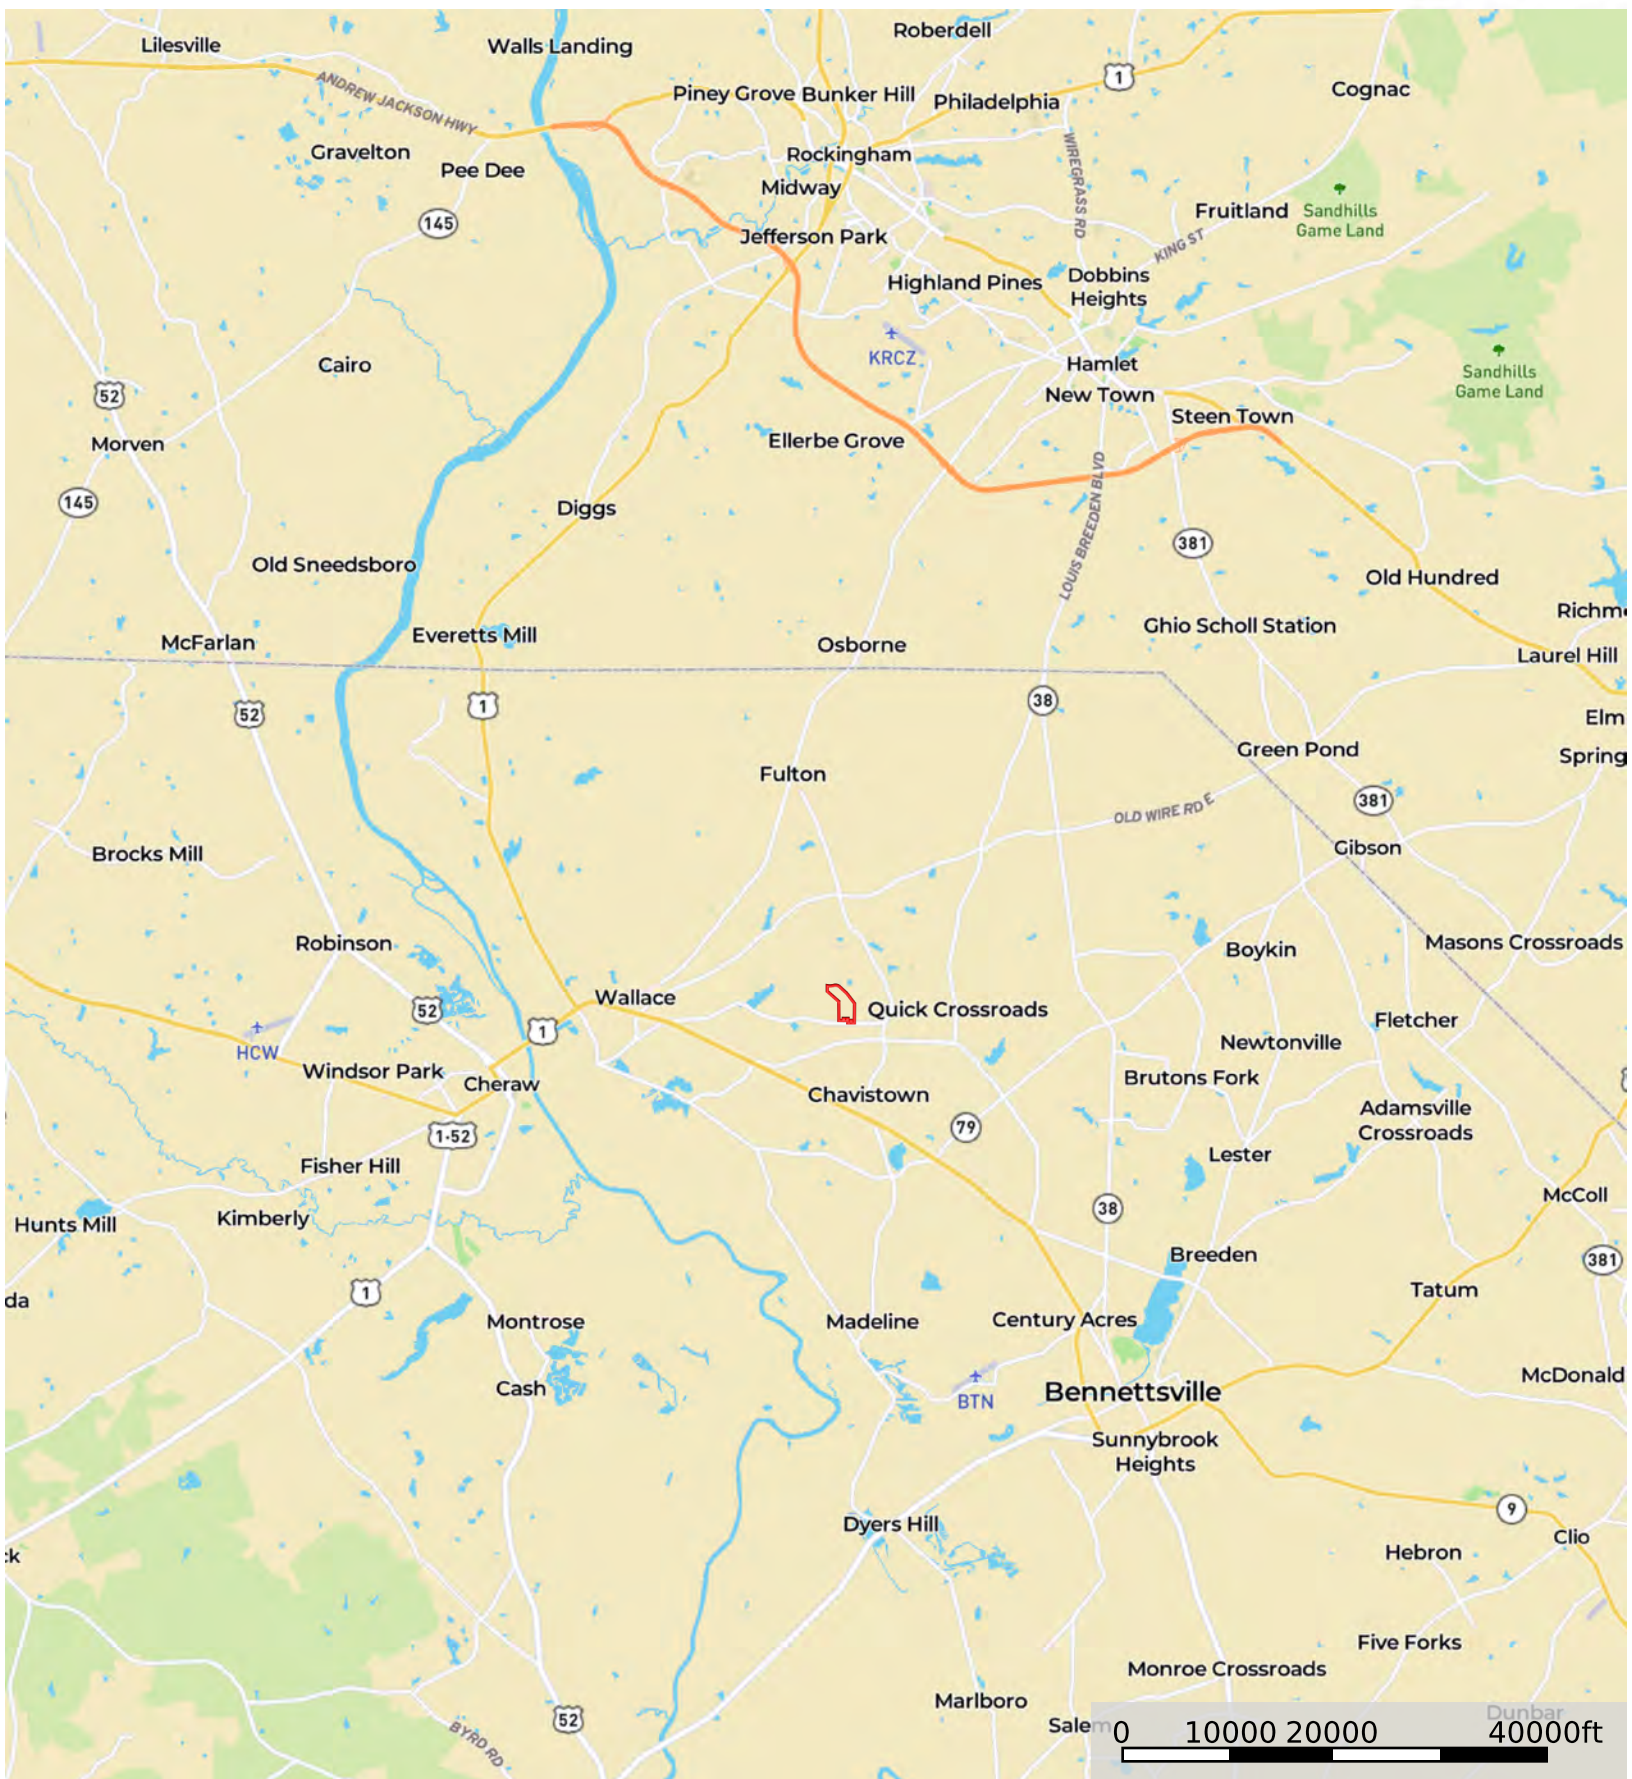 Lilesville
Walls Landing
Roberdell
1
Cognac
ANDREW JACKSON HWY
Piney Grove
Bunker Hill
Philadelphia
Gravelton
Pee Dee
Rockingham
WIREGRASS RD
Midway
145
Fruitland
Sandhills
Game Land
Jefferson Park
KING ST
Highland Pines
Dobbins
Heights
KRCZ
Cairo
Hamlet
Sandhills
Game Land
52
New Town
Steen Town
Morven
Ellerbe Grove
145
Diggs
LOUIS BREEDEN BLVD
381
Old Sneedsboro
Old Hundred
Richm
McFarlan
Everetts Mill
Osborne
Ghio Scholl Station
Laurel Hill
52
1
38
Elm
Green Pond
Spring
Fulton
OLD WIRE RD E
381
Brocks Mill
Gibson
Robinson
Boykin
Masons Crossroads
52
Wallace
Quick Crossroads
Fletcher
1
HCW
Newtonville
Windsor Park
Cheraw
Chavistown
Brutons Fork
Adamsville
Crossroads
1-52
79
Fisher Hill
Lester
McColl
Hunts Mill
Kimberly
38
Breeden
381
da
1
Tatum
Montrose
Madeline
Century Acres
McDonald
Cash
BTN
Bennettsville
Sunnybrook
Heights
9
Dyers Hill
Clio
Hebron
ck
Five Forks
Monroe Crossroads
Marlboro
52
BYRD RD
Salem
Dunbar
0 10000 20000 40000ft